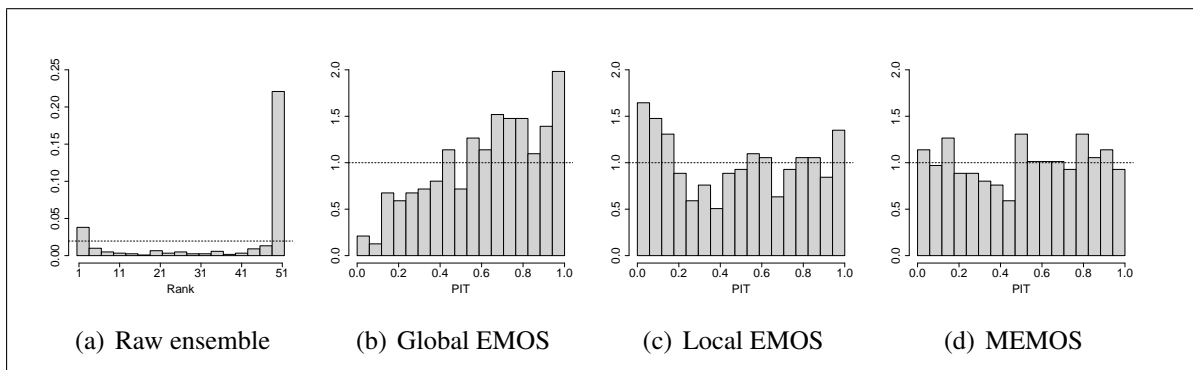 0.00 0.05 0.10 0.15 0.20 0.25
1 11 21 31 41 51
Rank
(a) Raw ensemble
0.0 0.5 1.0 1.5 2.0
0.0 0.2 0.4 0.6 0.8 1.0
PIT
(b) Global EMOS
0.0 0.5 1.0 1.5 2.0
0.0 0.2 0.4 0.6 0.8 1.0
PIT
(c) Local EMOS
0.0 0.5 1.0 1.5 2.0
0.0 0.2 0.4 0.6 0.8 1.0
PIT
(d) MEMOS